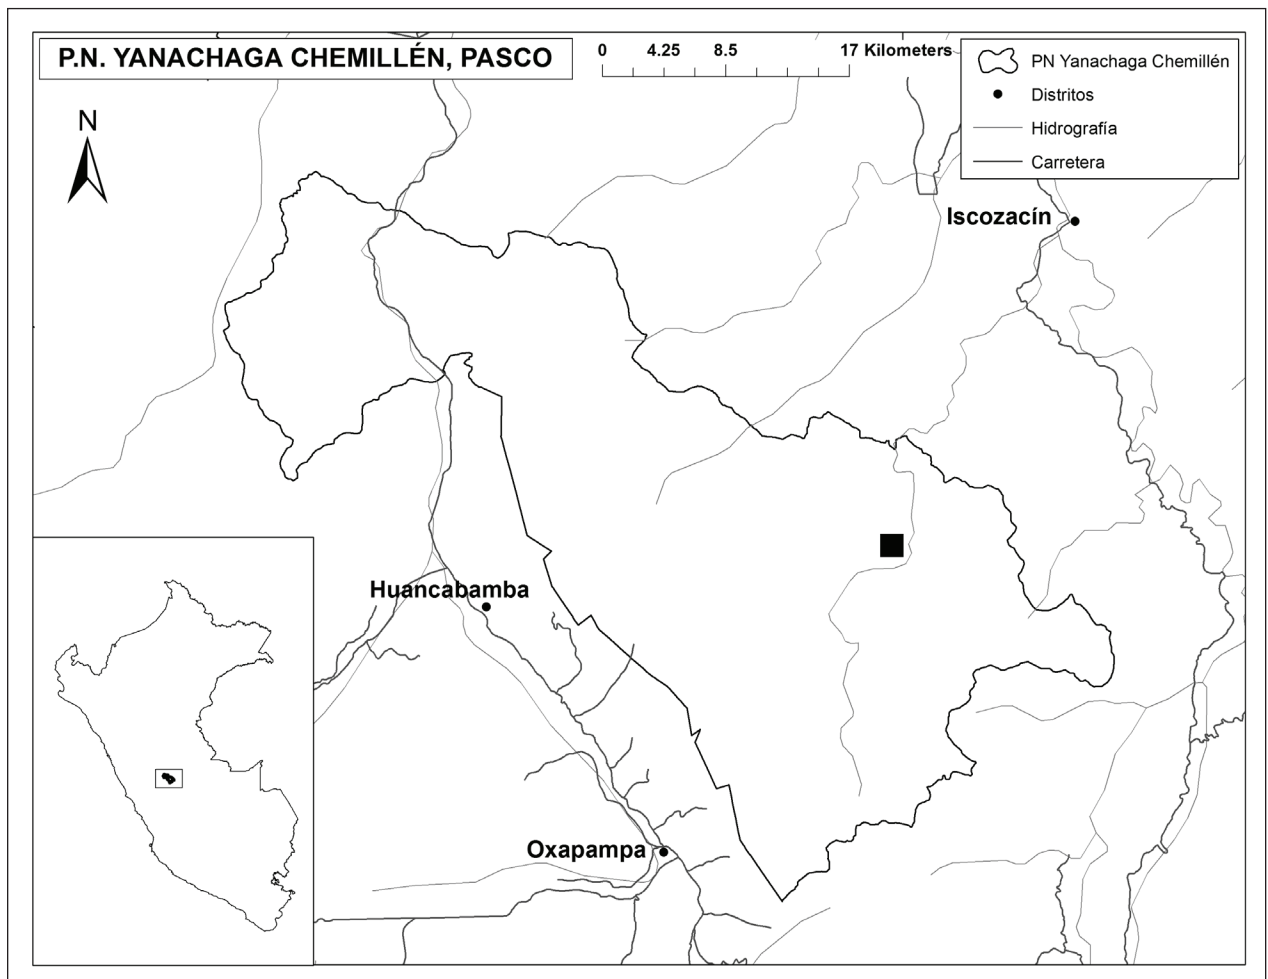 P.N. YANACHAGA CHEMILLÉN, PASCO
0 4.25 8.5 17 Kilometers
PN Yanachaga Chemillén
Distritos
Hidrografía
Carretera
N
Iscozacín
Huancabamba
Oxapampa